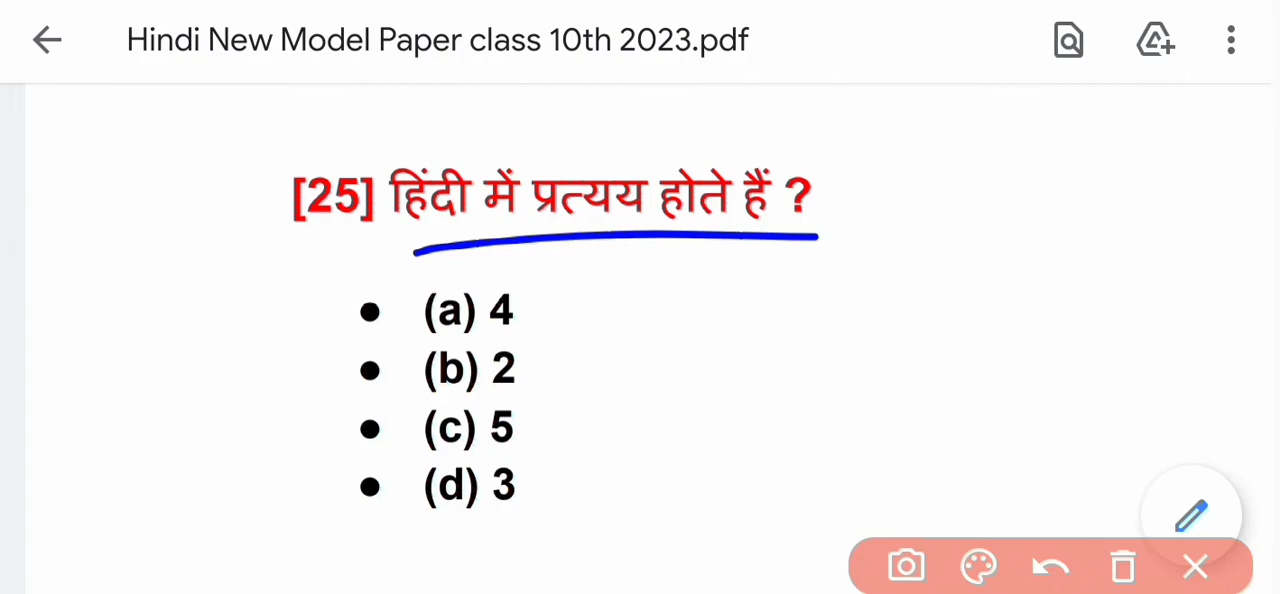 Hindi New Model Paper class 10th 2023.pdf
[25] हिंदी में प्रत्यय होते हैं ?
(a) 4
(b) 2
(c) 5
(d) 3